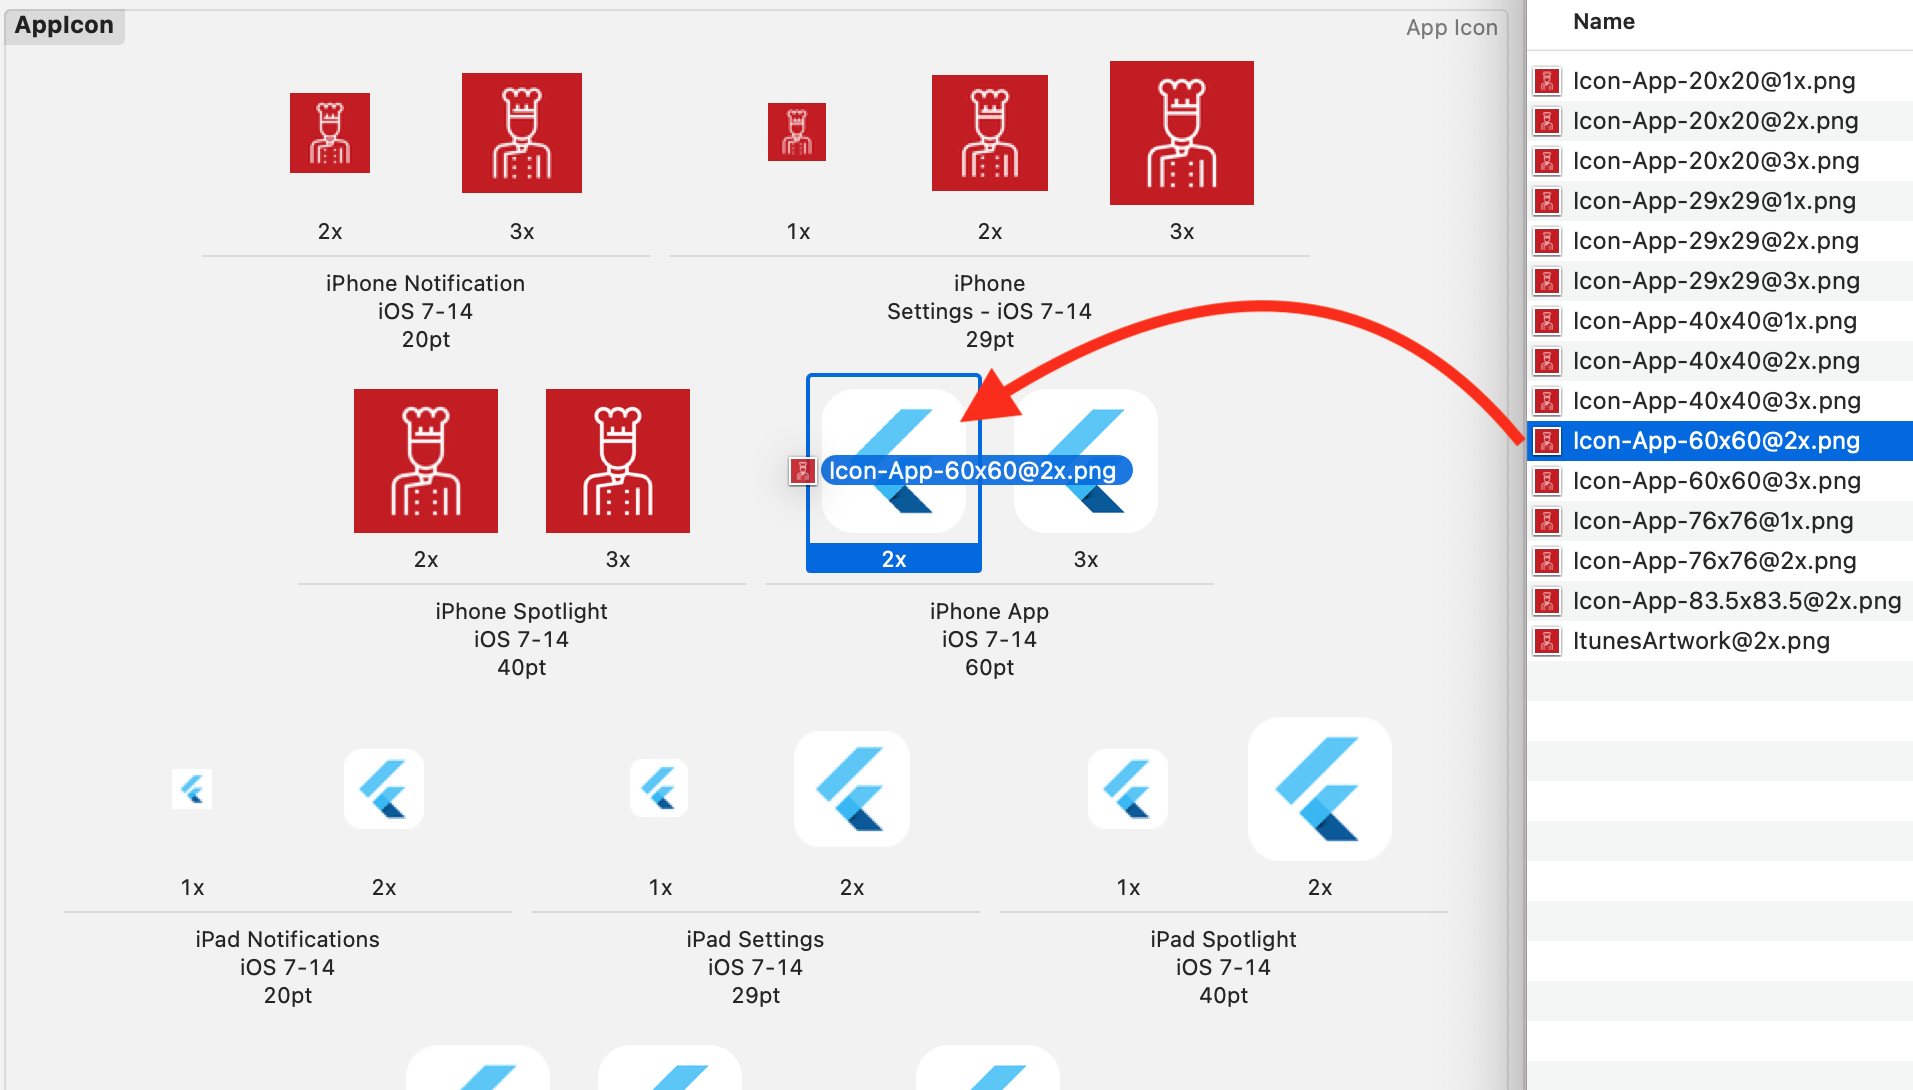 AppIcon
App Icon
2x
3x
1x
2x
3x
iPhone Notification
iOS 7-14
20pt
iPhone
Settings - iOS 7-14
29pt
Icon-App-60x60@2x.png
2x
3x
2x
3x
iPhone Spotlight
iOS 7-14
40pt
iPhone App
iOS 7-14
60pt
1x
2x
1x
2x
1x
2x
iPad Notifications
iOS 7-14
20pt
iPad Settings
iOS 7-14
29pt
iPad Spotlight
iOS 7-14
40pt
Name
Icon-App-20x20@1x.png
Icon-App-20x20@2x.png
Icon-App-20x20@3x.png
Icon-App-29x29@1x.png
Icon-App-29x29@2x.png
Icon-App-29x29@3x.png
Icon-App-40x40@1x.png
Icon-App-40x40@2x.png
Icon-App-40x40@3x.png
Icon-App-60x60@2x.png
Icon-App-60x60@3x.png
Icon-App-76x76@1x.png
Icon-App-76x76@2x.png
Icon-App-83.5x83.5@2x.png
ItunesArtwork@2x.png